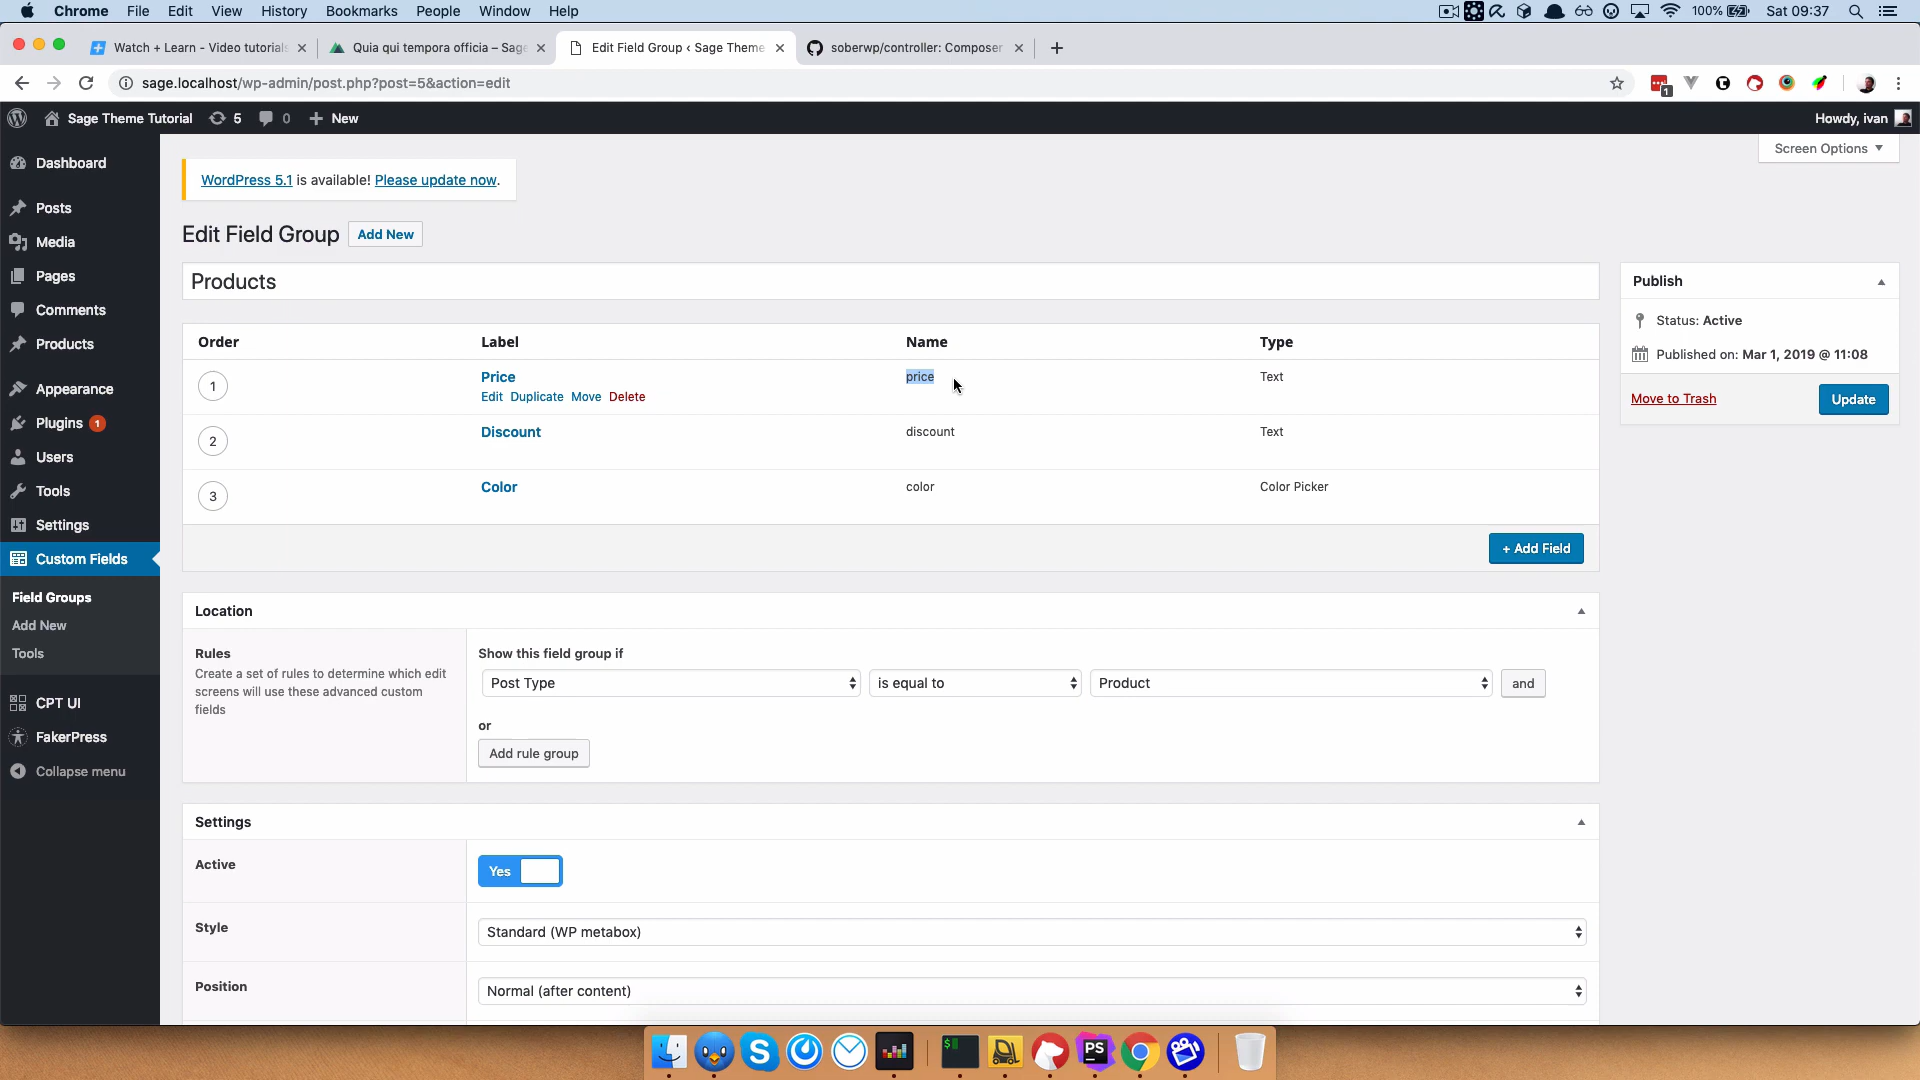 Chrome File Edit View History Bookmarks People Window Help 100% Sat 09:37
Watch + Learn - Video tutorials Quia qui tempora officia – Sage Edit Field Group ‹ Sage Theme soberwp/controller: Composer
sage.localhost/wp-admin/post.php?post=5&action=edit 1
Sage Theme Tutorial 5 0 + New Howdy, ivan
Screen Options
Dashboard
Posts
Media
Pages
Comments
Products
Appearance
Plugins 1
Users
Tools
Settings
Custom Fields
Field Groups
Add New
Tools
CPT UI
FakerPress
Collapse menu
WordPress 5.1 is available! Please update now.
Edit Field Group Add New
Products
Order Label Name Type
1 Price price Text
Edit Duplicate Move Delete
2 Discount discount Text
3 Color color Color Picker
+ Add Field
Location
Rules
Create a set of rules to determine which edit
screens will use these advanced custom
fields
Show this field group if
Post Type is equal to Product and
or
Add rule group
Settings
Active Yes
Style Standard (WP metabox)
Position Normal (after content)
Publish
Status: Active
Published on: Mar 1, 2019 @ 11:08
Move to Trash Update
S $ PS